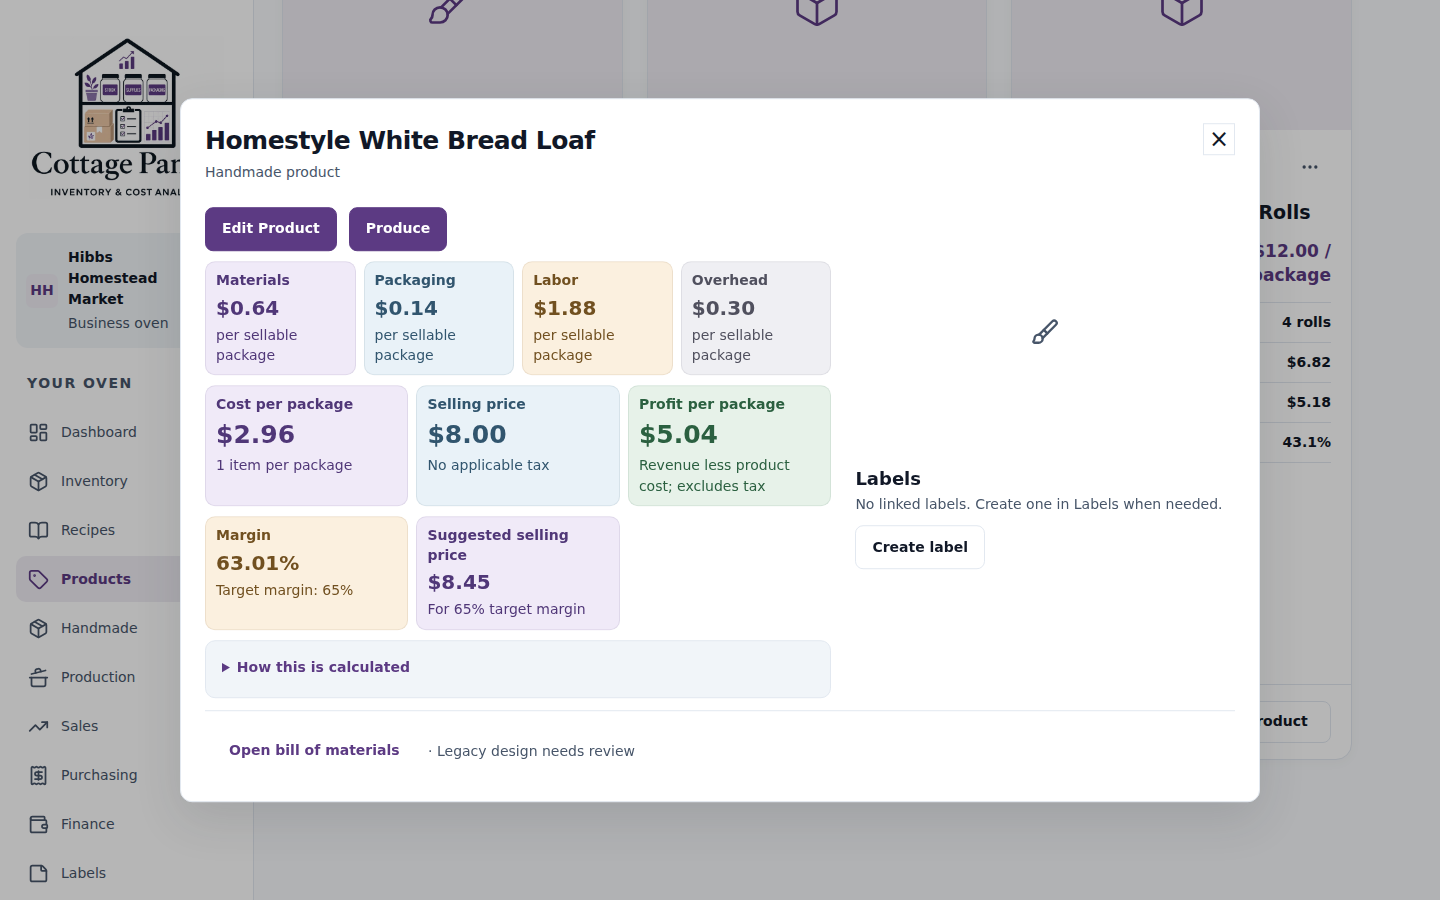 Cottage Pan
INVENTORY & COST ANAL
HH
Hibbs
Homestead
Market
Business oven
YOUR OVEN
Dashboard
Inventory
Recipes
Products
Handmade
Production
Sales
Purchasing
Finance
Labels
Homestyle White Bread Loaf
Handmade product
Edit Product
Produce
Materials
$0.64
per sellable
package
Packaging
$0.14
per sellable
package
Labor
$1.88
per sellable
package
Overhead
$0.30
per sellable
package
Cost per package
$2.96
1 item per package
Selling price
$8.00
No applicable tax
Profit per package
$5.04
Revenue less product
cost; excludes tax
Margin
63.01%
Target margin: 65%
Suggested selling
price
$8.45
For 65% target margin
How this is calculated
Open bill of materials
· Legacy design needs review
Labels
No linked labels. Create one in Labels when needed.
Create label
Rolls
$12.00 /
package
4 rolls
$6.82
$5.18
43.1%
roduct